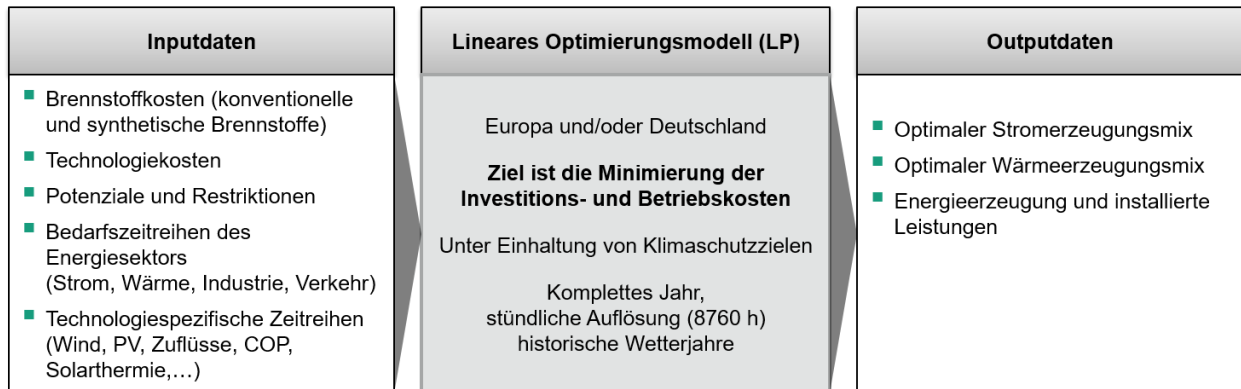 Inputdaten
Brennstoffkosten (konventionelle
und synthetische Brennstoffe)
Technologiekosten
Potenziale und Restriktionen
Bedarfszeitreihen des
Energiesektors
(Strom, Wärme, Industrie, Verkehr)
Technologiespezifische Zeitreihen
(Wind, PV, Zuflüsse, COP,
Solarthermie,…)
Lineares Optimierungsmodell (LP)
Europa und/oder Deutschland
Ziel ist die Minimierung der
Investitions- und Betriebskosten
Unter Einhaltung von Klimaschutzzielen
Komplettes Jahr,
stündliche Auflösung (8760 h)
historische Wetterjahre
Outputdaten
Optimaler Stromerzeugungsmix
Optimaler Wärmeerzeugungsmix
Energieerzeugung und installierte
Leistungen